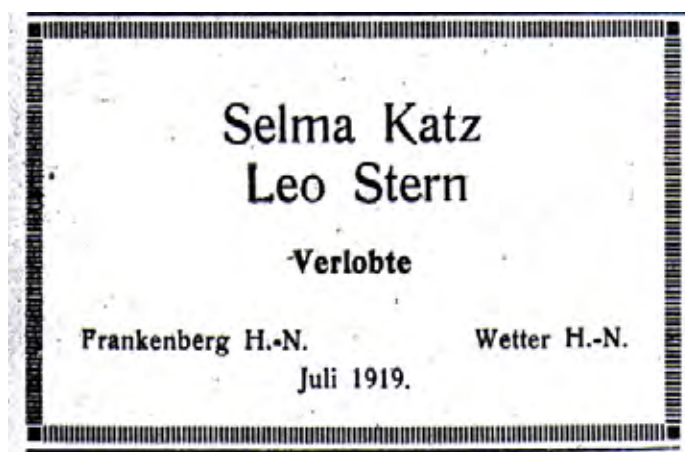 Selma Katz
Leo Stern
Verlobte
Frankenberg H.-N. Wetter H.-N.
Juli 1919.